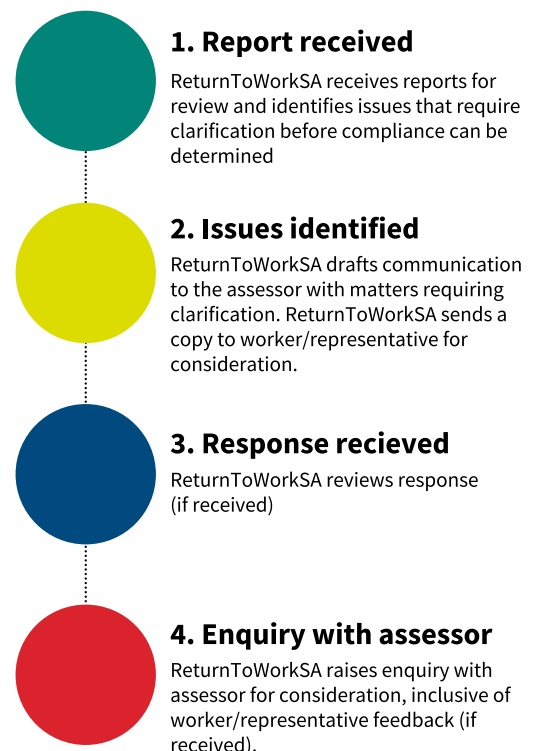 1. Report received
ReturnToWorkSA receives reports for
review and identifies issues that require
clarification before compliance can be
determined
2. Issues identified
ReturnToWorkSA drafts communication
to the assessor with matters requiring
clarification. ReturnToWorkSA sends a
copy to worker/representative for
consideration.
3. Response recieved
ReturnToWorkSA reviews response
(if received)
4. Enquiry with assessor
ReturnToWorkSA raises enquiry with
assessor for consideration, inclusive of
worker/representative feedback (if
received).